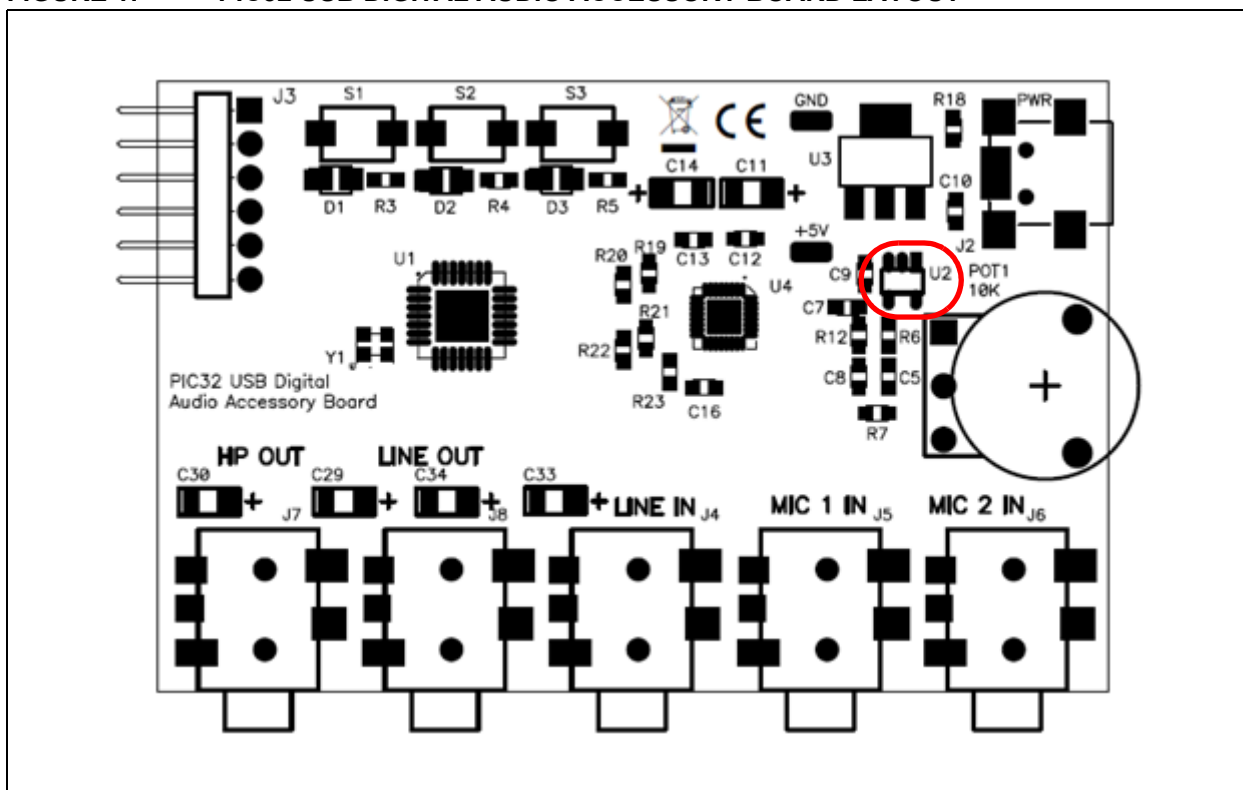 J3
S1
S2
S3
CE
GND
R18
PWR
U3
C14
C11
D1
R3
D2
R4
D3
R5
C10
+5V
J2
U1
R20
R19
C13
C12
C9
U2
POT1
10K
U4
C7
R21
R12
R6
Y1
R22
C8
C5
R23
C16
R7
PIC32 USB Digital
Audio Accessory Board
HP OUT
LINE OUT
C30
C29
C34
C33
J7
J8
LINE IN J4
MIC 1 IN J5
MIC 2 IN J6